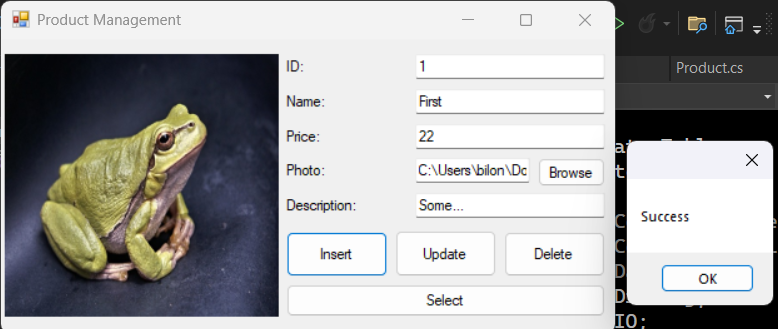 Product Management
ID: 1
Name: First
Price: 22
Photo: C:\Users\bilon\Do Browse
Description: Some...
Insert Update Delete
Select
Product.cs
Success
OK
IO;